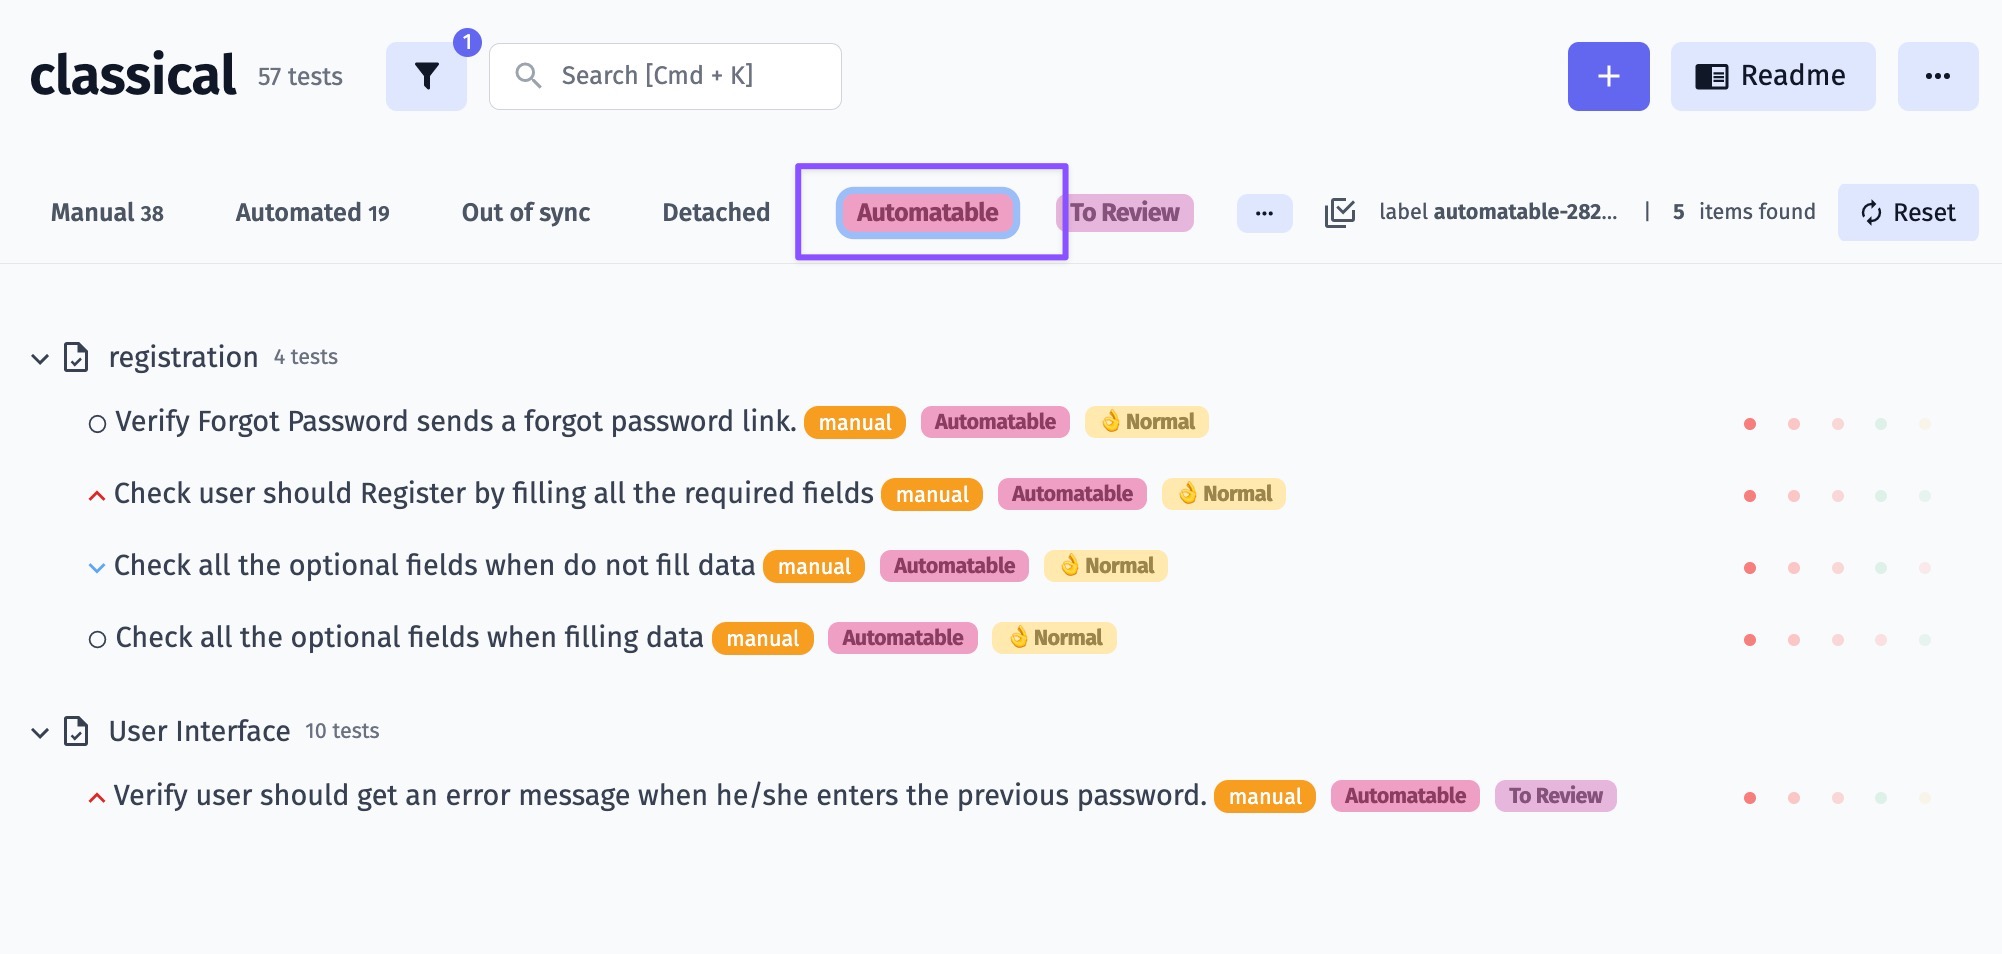 classical 57 tests 1 Search [Cmd + K] + Readme ...
Manual 38 Automated 19 Out of sync Detached Automatable To Review ... label automatable-282... | 5 items found Reset
registration 4 tests
Verify Forgot Password sends a forgot password link. manual Automatable 👌 Normal
Check user should Register by filling all the required fields manual Automatable 👌 Normal
Check all the optional fields when do not fill data manual Automatable 👌 Normal
Check all the optional fields when filling data manual Automatable 👌 Normal
User Interface 10 tests
Verify user should get an error message when he/she enters the previous password. manual Automatable To Review